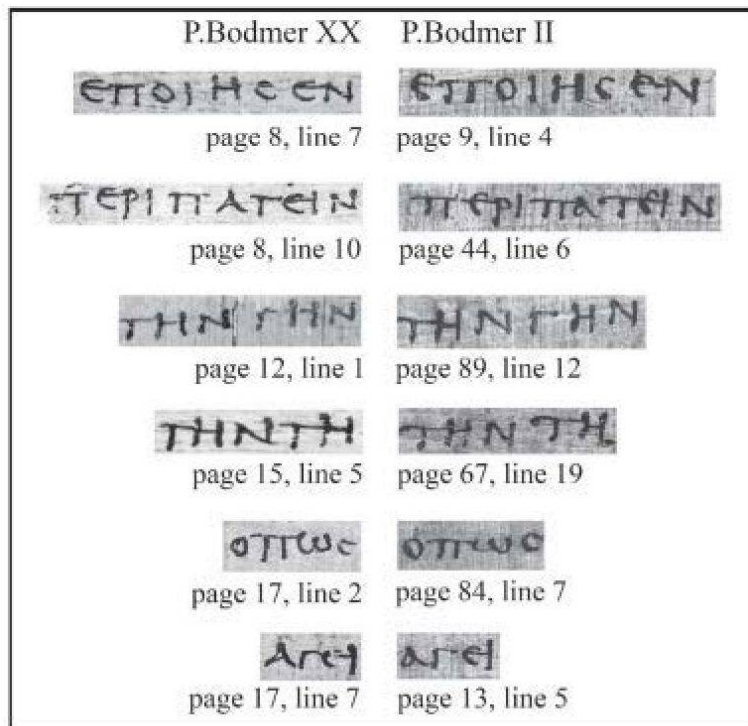 P.Bodmer XX P.Bodmer II
ΕΠΟΙΗϹΕΝ ΕΠΟΙΗϹΕΝ
page 8, line 7 page 9, line 4
ΠΕΡΙΠΑΤΕΙΝ ΠΕΡΙΠΑΤΕΙΝ
page 8, line 10 page 44, line 6
ΤΗΝ ΓΗΝ ΤΗΝ ΓΗΝ
page 12, line 1 page 89, line 12
ΤΗΝΤΗ ΤΗΝ ΤΗ
page 15, line 5 page 67, line 19
ΟΠωϹ ΟΠωϹ
page 17, line 2 page 84, line 7
ΑΓΕΙ ΑΓΕΙ
page 17, line 7 page 13, line 5